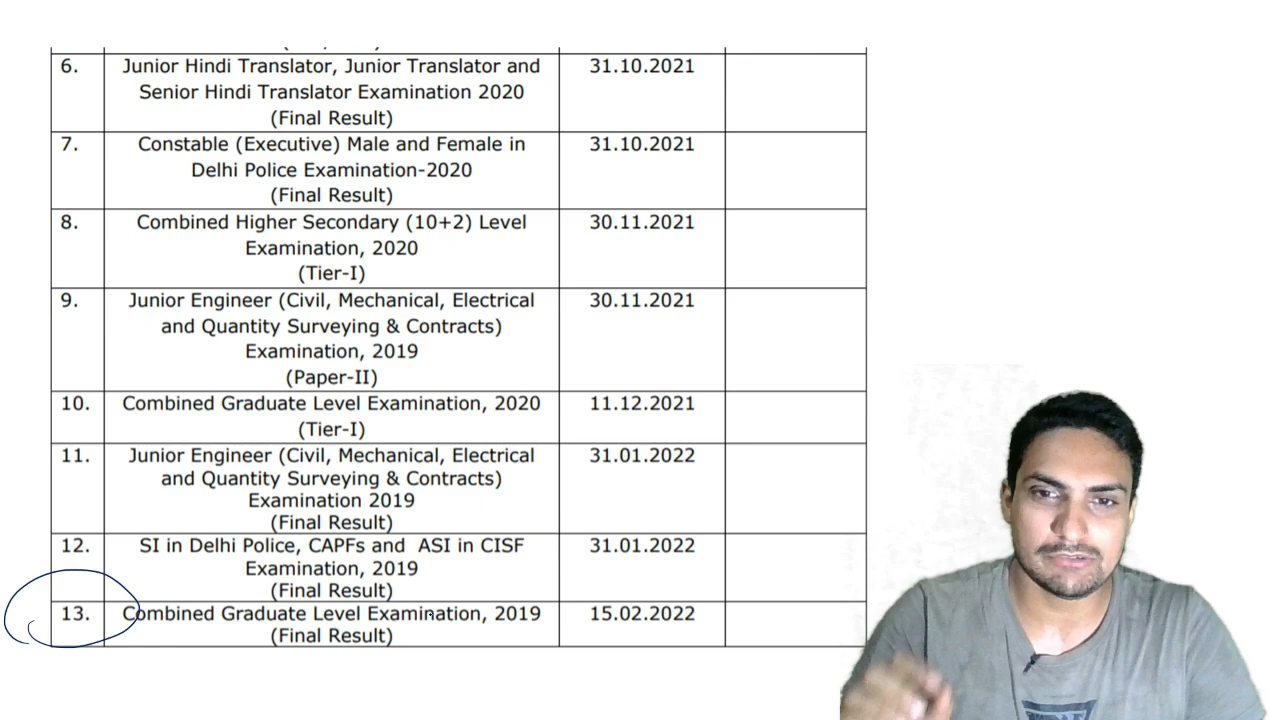 6.
Junior Hindi Translator, Junior Translator and
Senior Hindi Translator Examination 2020
(Final Result)
31.10.2021
7.
Constable (Executive) Male and Female in
Delhi Police Examination-2020
(Final Result)
31.10.2021
8.
Combined Higher Secondary (10+2) Level
Examination, 2020
(Tier-I)
30.11.2021
9.
Junior Engineer (Civil, Mechanical, Electrical
and Quantity Surveying & Contracts)
Examination, 2019
(Paper-II)
30.11.2021
10.
Combined Graduate Level Examination, 2020
(Tier-I)
11.12.2021
11.
Junior Engineer (Civil, Mechanical, Electrical
and Quantity Surveying & Contracts)
Examination 2019
(Final Result)
31.01.2022
12.
SI in Delhi Police, CAPFs and ASI in CISF
Examination, 2019
(Final Result)
31.01.2022
13.
Combined Graduate Level Examination, 2019
(Final Result)
15.02.2022